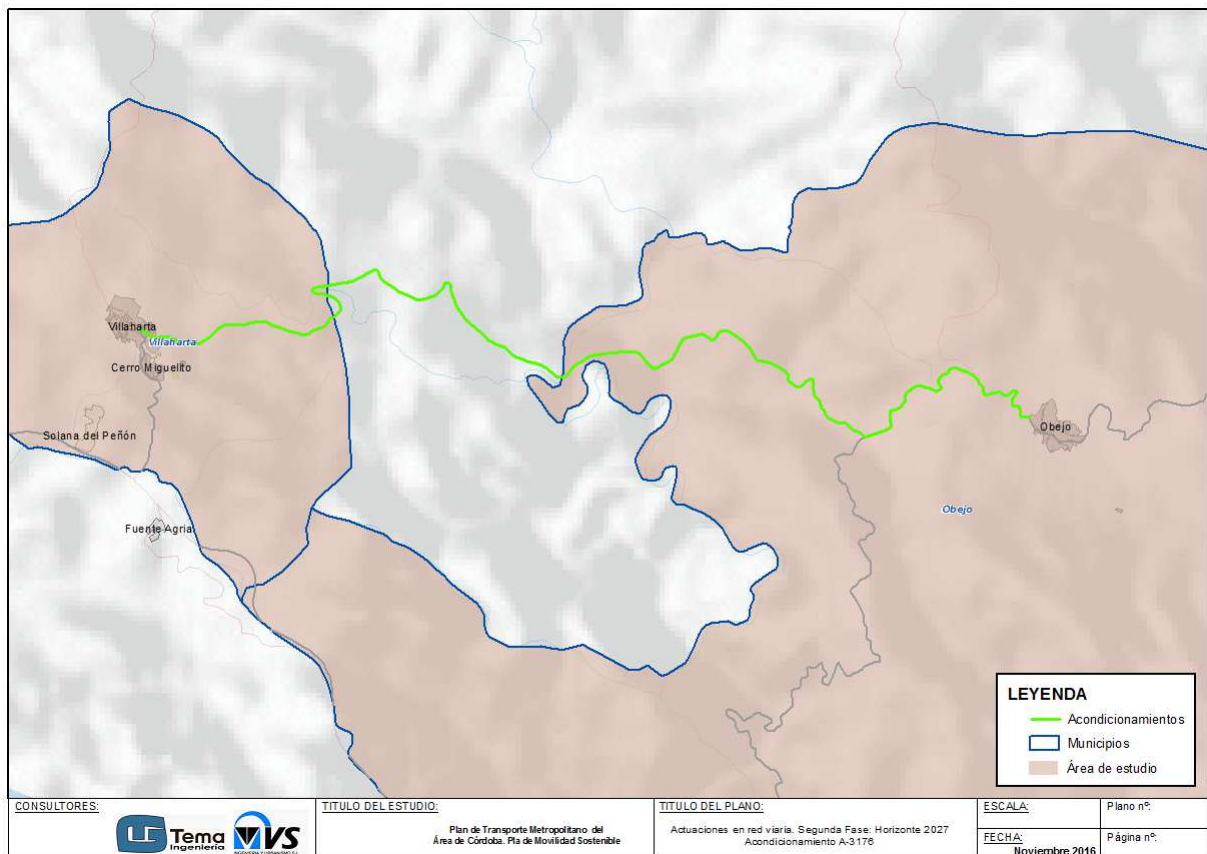 Villaharta
Villaharta
Cerro Miguelito
Solana del Peñón
Fuente Agria
Obejo
Obejo
LEYENDA
Acondicionamientos
Municipios
Área de estudio
CONSULTORES:
Tema
Ingeniería
VS
INGENIERÍA Y URBANISMO S.L.
TITULO DEL ESTUDIO:
Plan de Transporte Metropolitano del
Área de Córdoba. Pla de Movilidad Sostenible
TITULO DEL PLANO:
Actuaciones en red viaria. Segunda Fase: Horizonte 2027
Acondicionamiento A-3176
ESCALA:
Plano nº:
FECHA:
Noviembre 2016
Página nº: